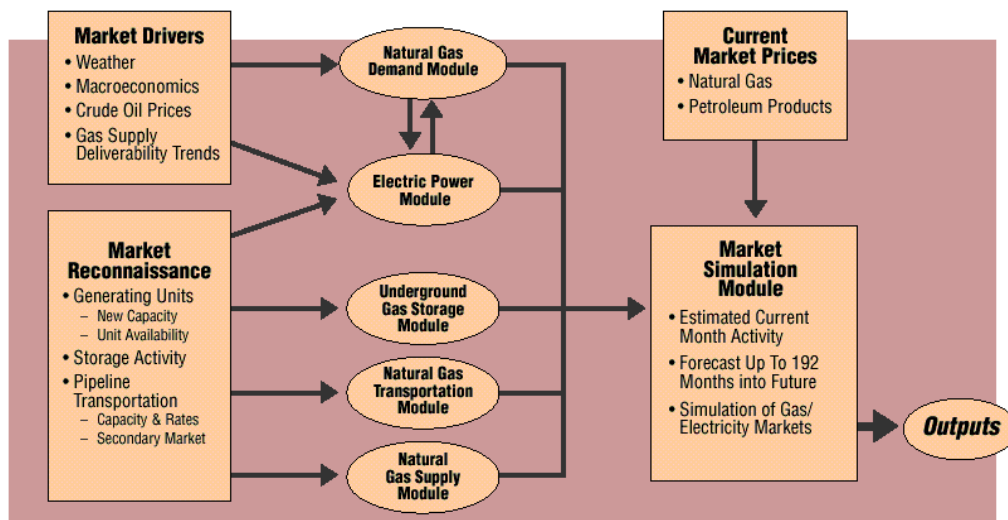 Market Drivers
• Weather
• Macroeconomics
• Crude Oil Prices
• Gas Supply
Deliverability Trends
Market
Reconnaissance
• Generating Units
– New Capacity
– Unit Availability
• Storage Activity
• Pipeline
Transportation
– Capacity & Rates
– Secondary Market
Natural Gas
Demand Module
Electric Power
Module
Underground
Gas Storage
Module
Natural Gas
Transportation
Module
Natural
Gas Supply
Module
Current
Market Prices
• Natural Gas
• Petroleum Products
Market
Simulation
Module
• Estimated Current
Month Activity
• Forecast Up To 192
Months into Future
• Simulation of Gas/
Electricity Markets
Outputs